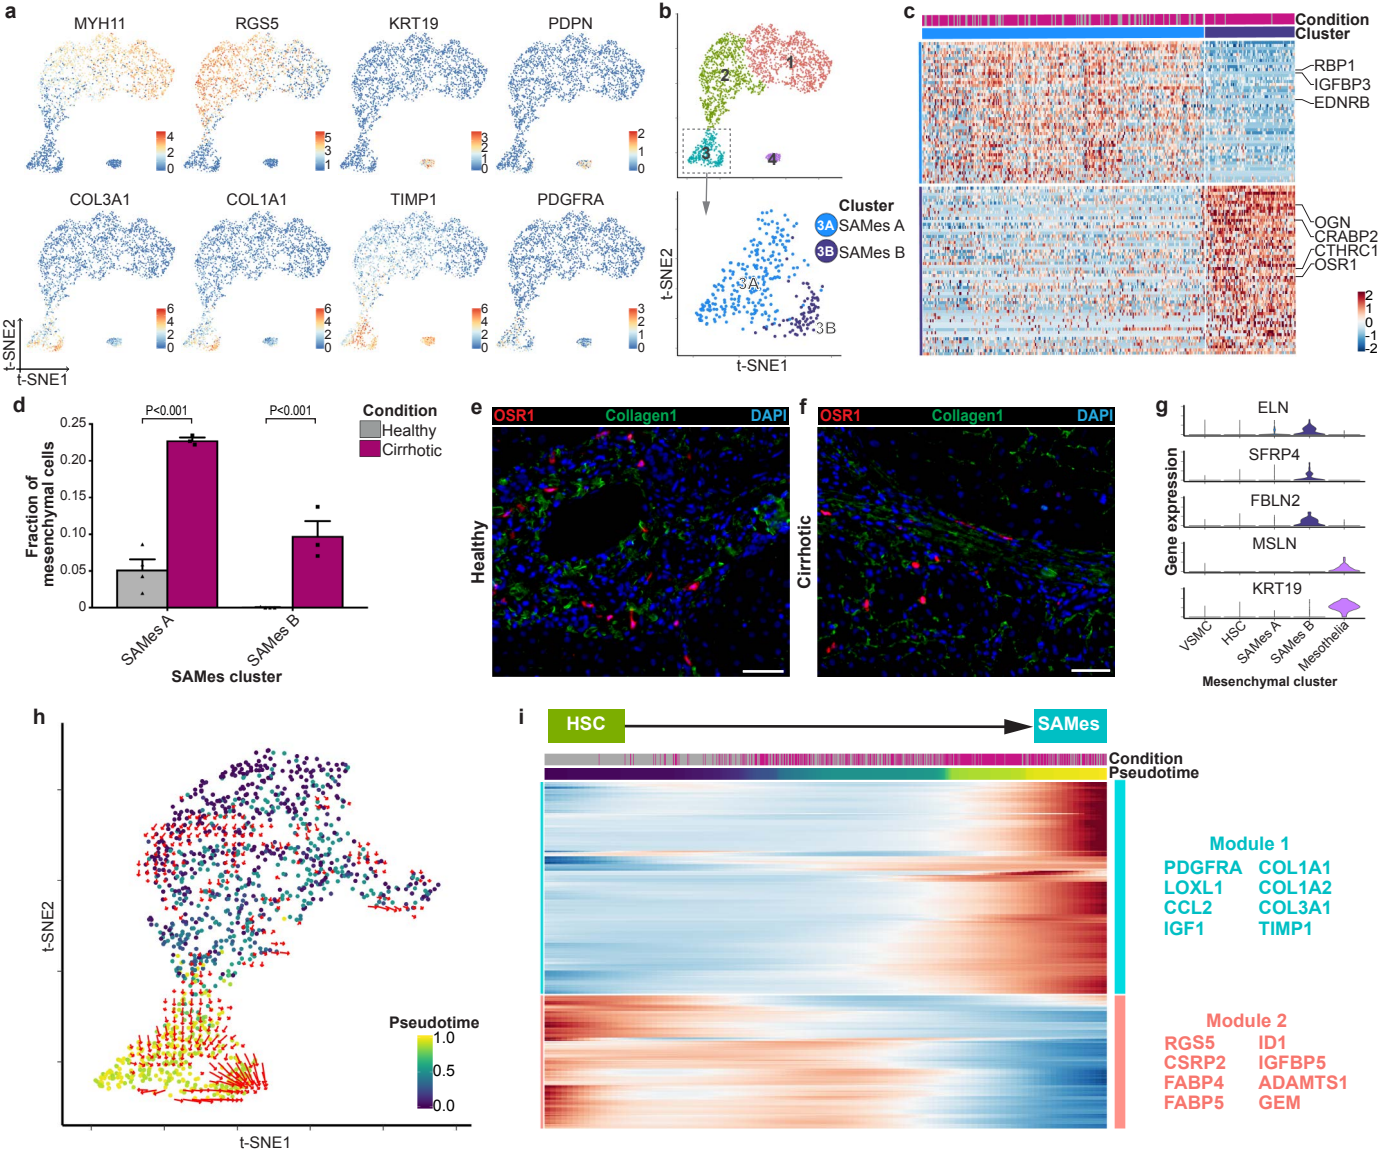 a
MYH11
RGS5
KRT19
PDPN
4
2
0
5
3
1
3
2
1
0
2
1
0
COL3A1
COL1A1
TIMP1
PDGFRA
6
4
2
0
6
4
2
0
6
4
2
0
3
2
1
0
t-SNE2
t-SNE1
b
1
2
3
4
Cluster
3A SAMes A
3B SAMes B
3A
3B
t-SNE2
t-SNE1
c
Condition
Cluster
RBP1
IGFBP3
EDNRB
OGN
CRABP2
CTHRC1
OSR1
2
1
0
-1
-2
d
P<0.001
P<0.001
Condition
Healthy
Cirrhotic
0.25
0.20
0.15
0.10
0.05
0
Fraction of
mesenchymal cells
SAMes A
SAMes B
SAMes cluster
e
OSR1 Collagen1 DAPI
Healthy
f
OSR1 Collagen1 DAPI
Cirrhotic
g
ELN
SFRP4
FBLN2
MSLN
KRT19
Gene expression
VSMC
HSC
SAMes A
SAMes B
Mesothelia
Mesenchymal cluster
h
t-SNE2
t-SNE1
Pseudotime
1.0
0.5
0.0
i
HSC
SAMes
Condition
Pseudotime
Module 1
PDGFRA COL1A1
LOXL1 COL1A2
CCL2 COL3A1
IGF1 TIMP1
Module 2
RGS5 ID1
CSRP2 IGFBP5
FABP4 ADAMTS1
FABP5 GEM